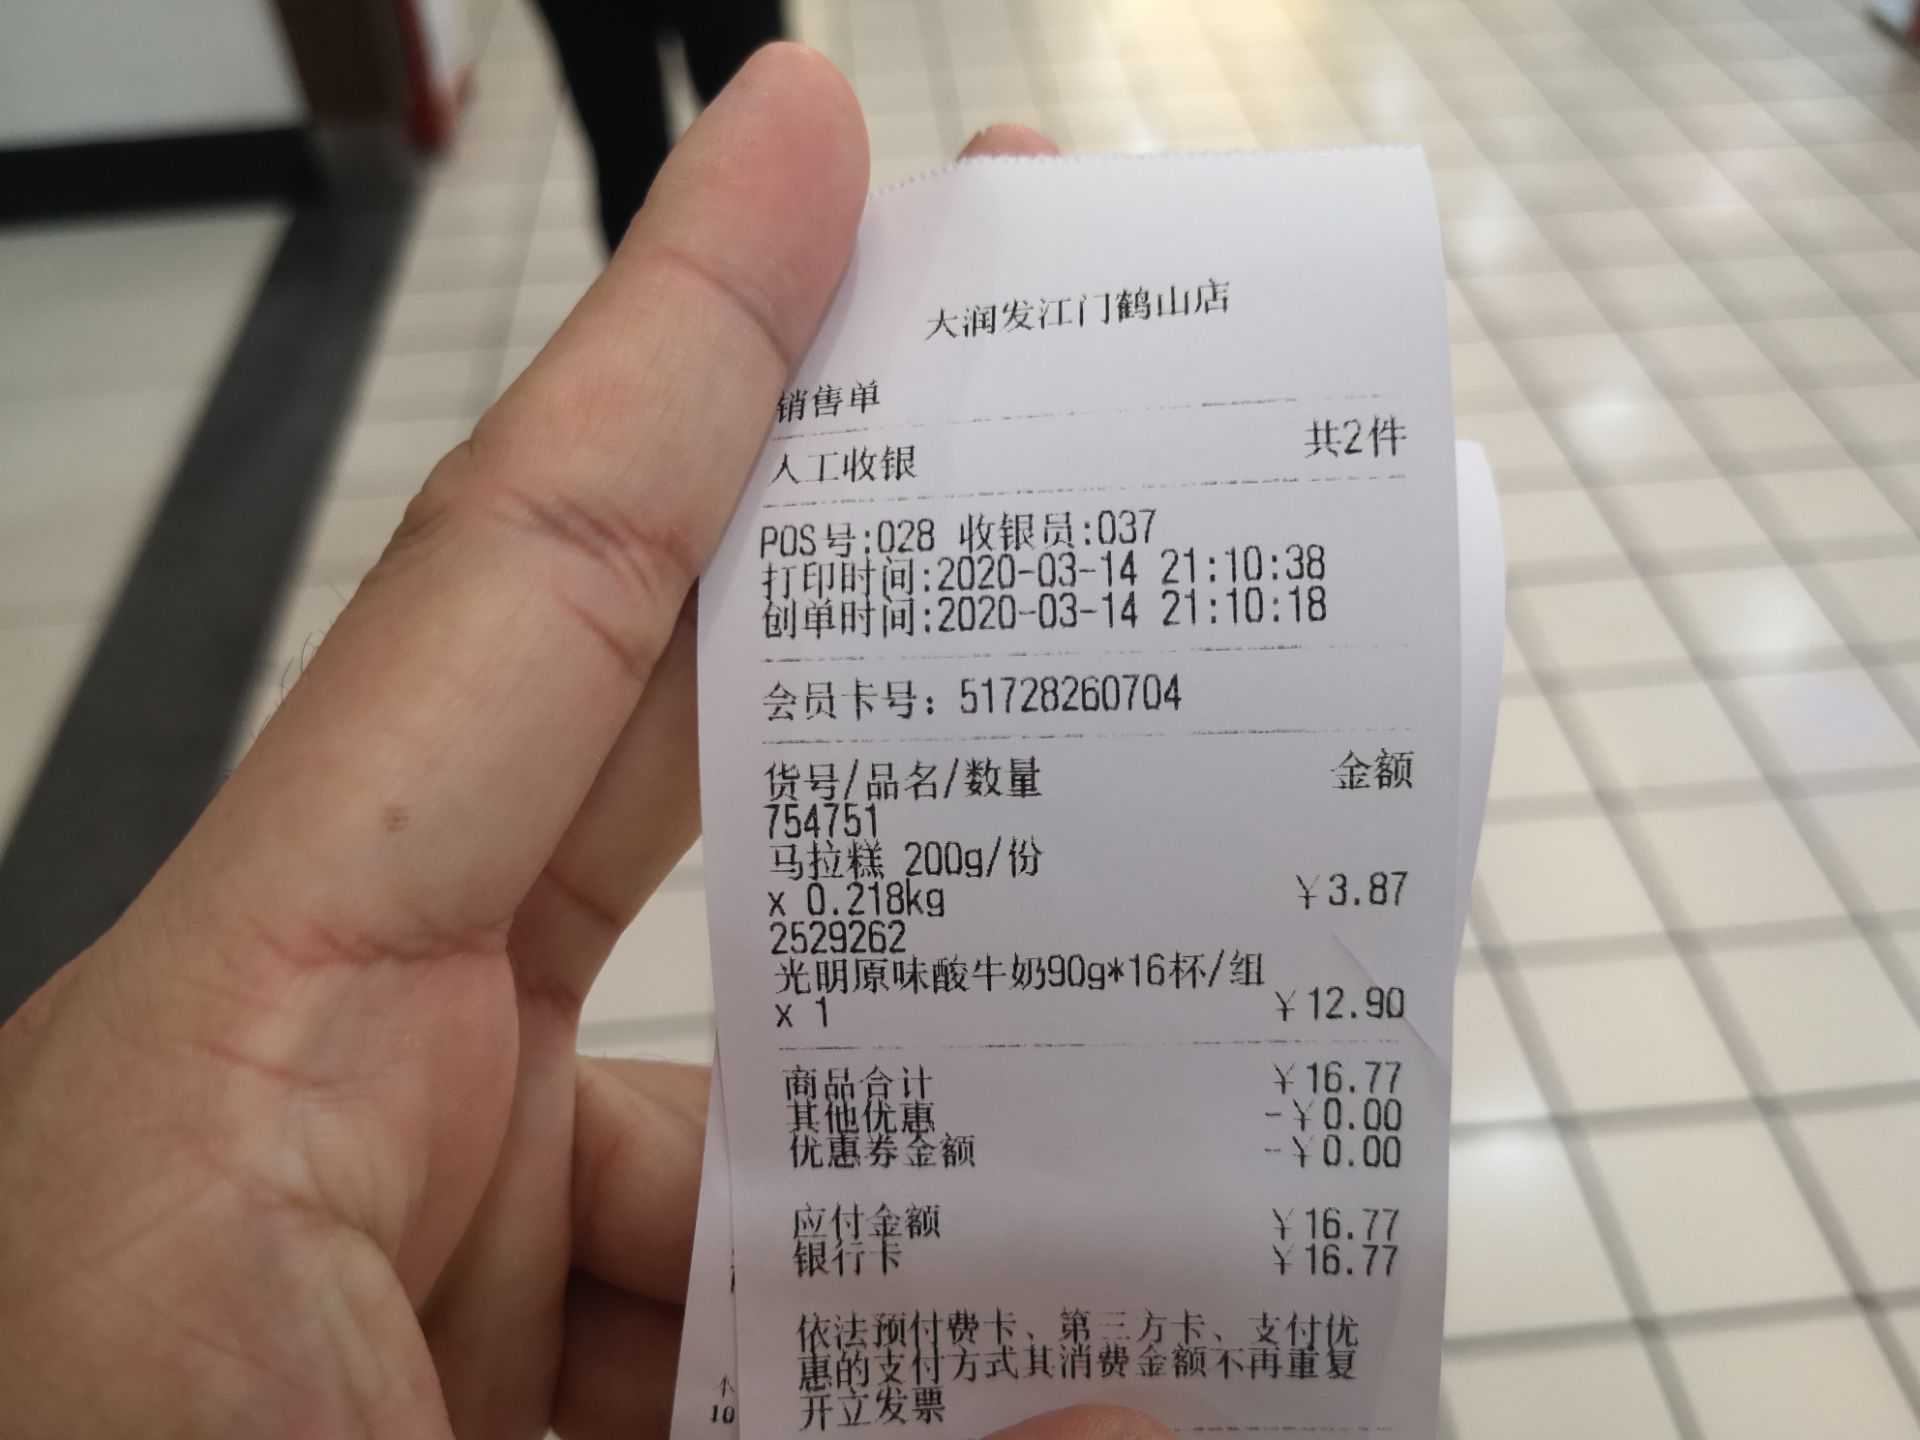 大润发江门鹤山店
销售单
人工收银 共2件
POS号:028 收银员:037
打印时间:2020-03-14 21:10:38
创单时间:2020-03-14 21:10:18
会员卡号：51728260704
货号/品名/数量 金额
754751
马拉糕 200g/份
x 0.218kg ￥3.87
2529262
光明原味酸牛奶90g*16杯/组
x 1 ￥12.90
商品合计 ￥16.77
其他优惠 -￥0.00
优惠券金额 -￥0.00
应付金额 ￥16.77
银行卡 ￥16.77
依法预付费卡、第三方卡、支付优
惠的支付方式其消费金额不再重复
开立发票
10